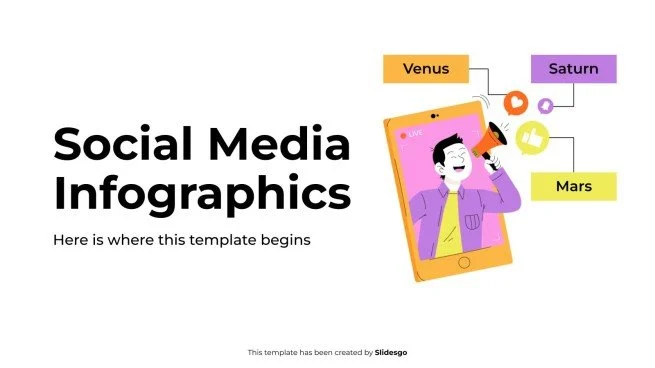 Social Media
Infographics
Here is where this template begins
Venus
Saturn
LIVE
Mars
This template has been created by Slidesgo